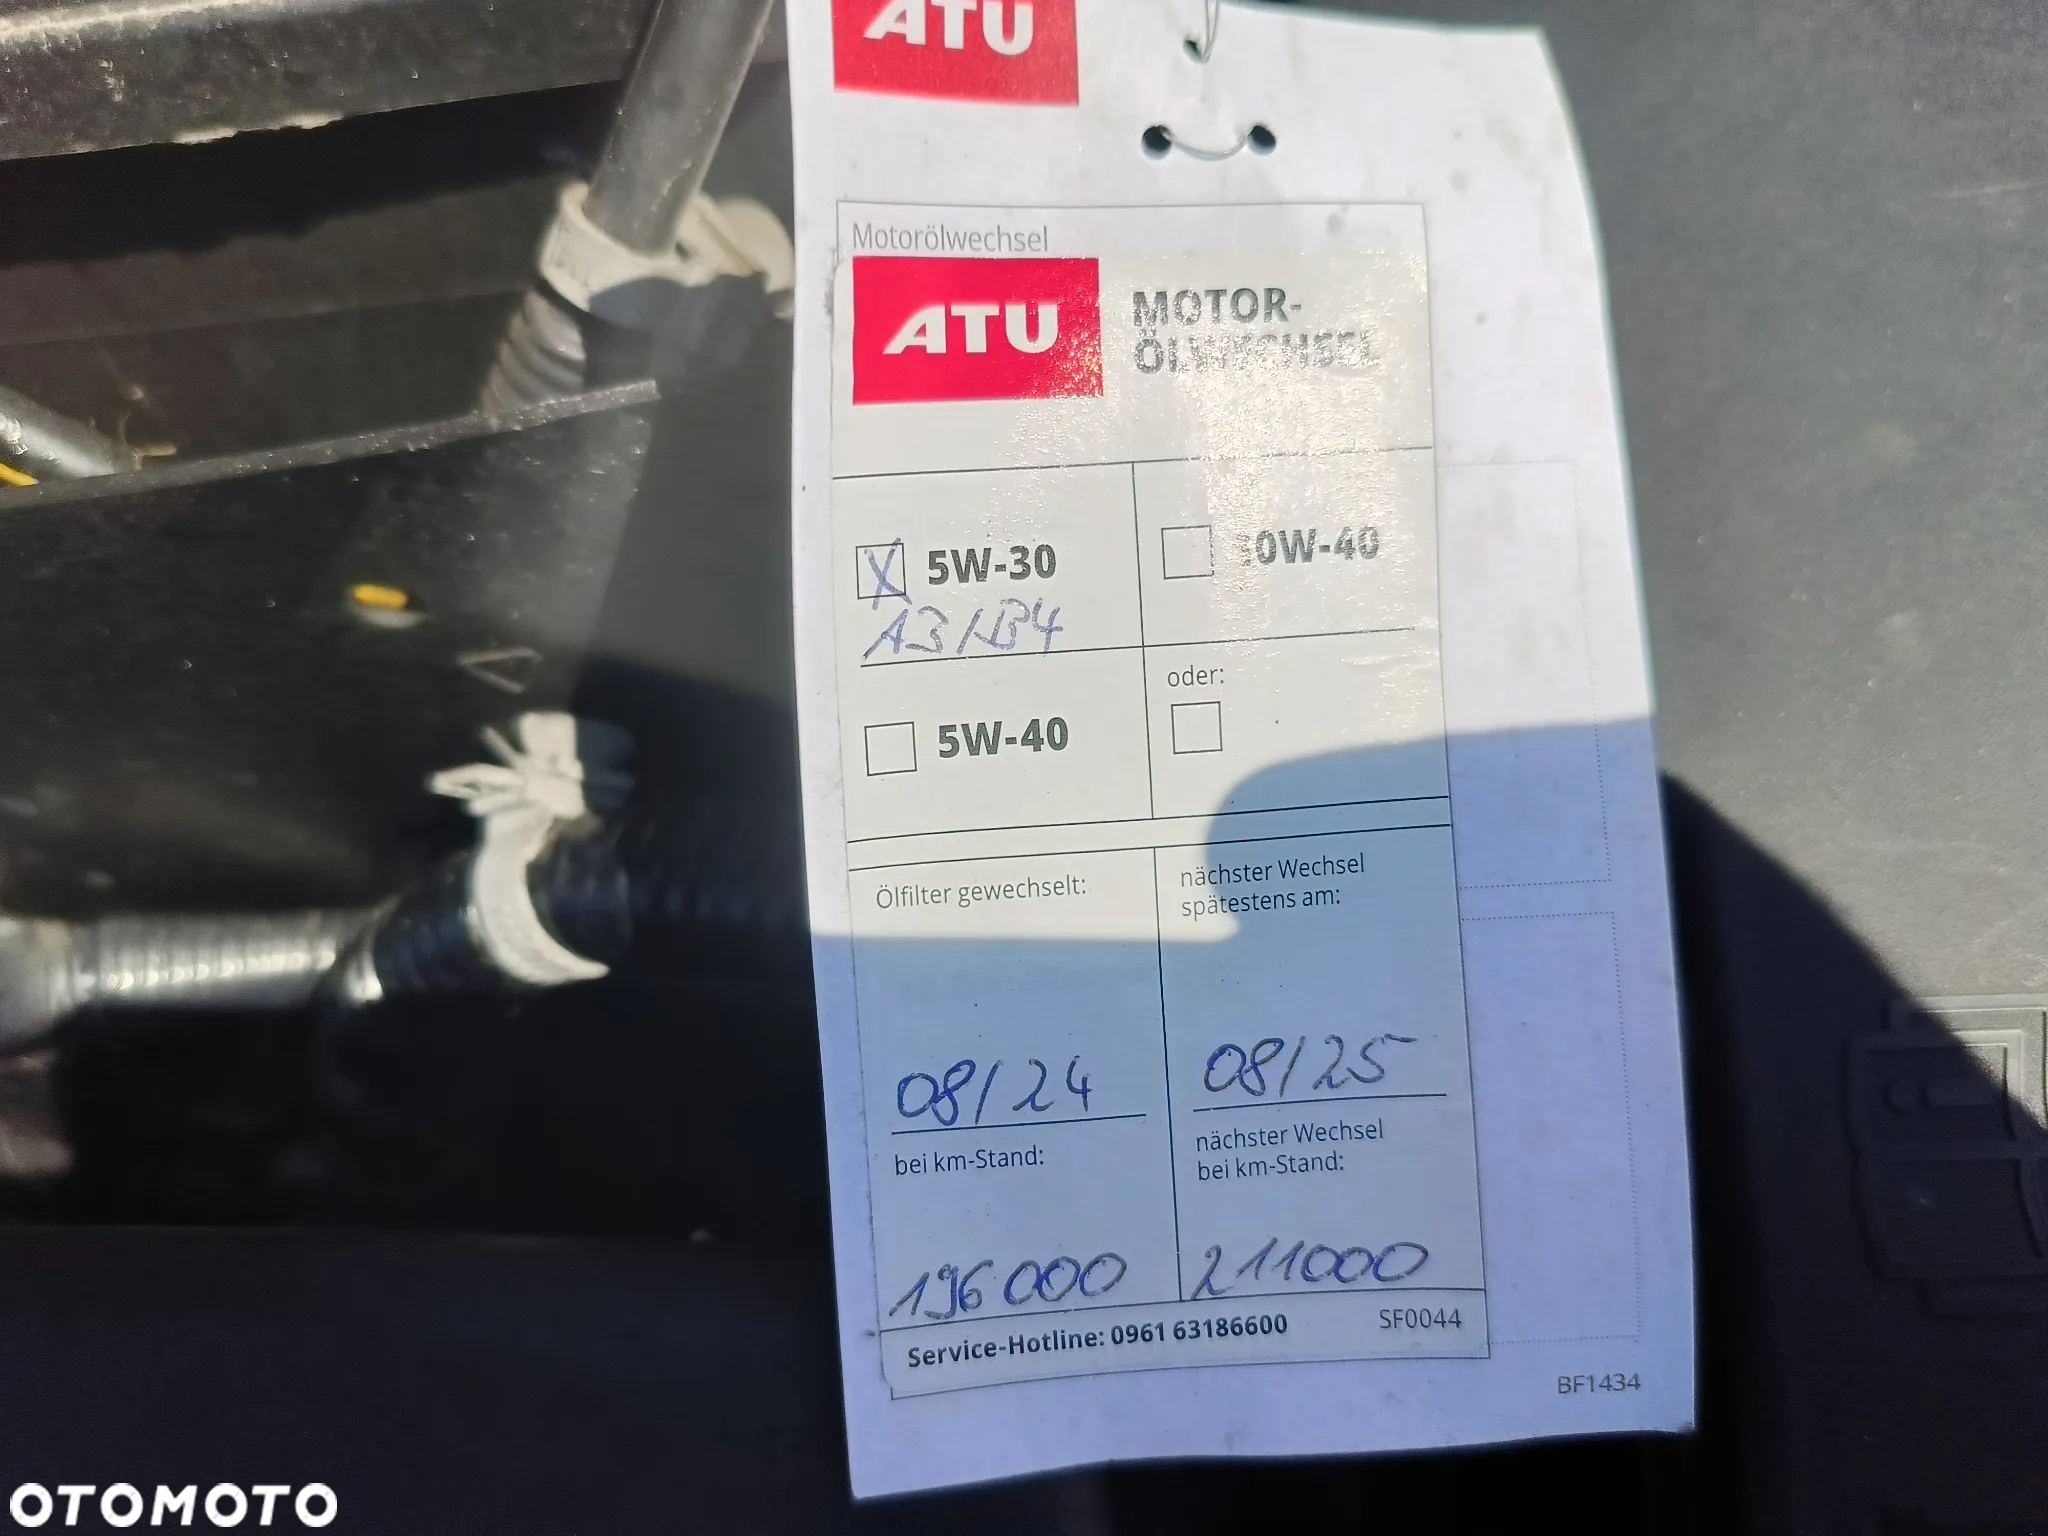 ATU
Motorölwechsel
ATU
MOTOR-
ÖLWECHSEL
X 5W-30
A3/B4
10W-40
5W-40
oder:
Ölfilter gewechselt:
08/24
nächster Wechsel
spätestens am:
08/25
bei km-Stand:
196000
nächster Wechsel
bei km-Stand:
211000
Service-Hotline: 0961 63186600
SF0044
BF1434
OTOMOTO